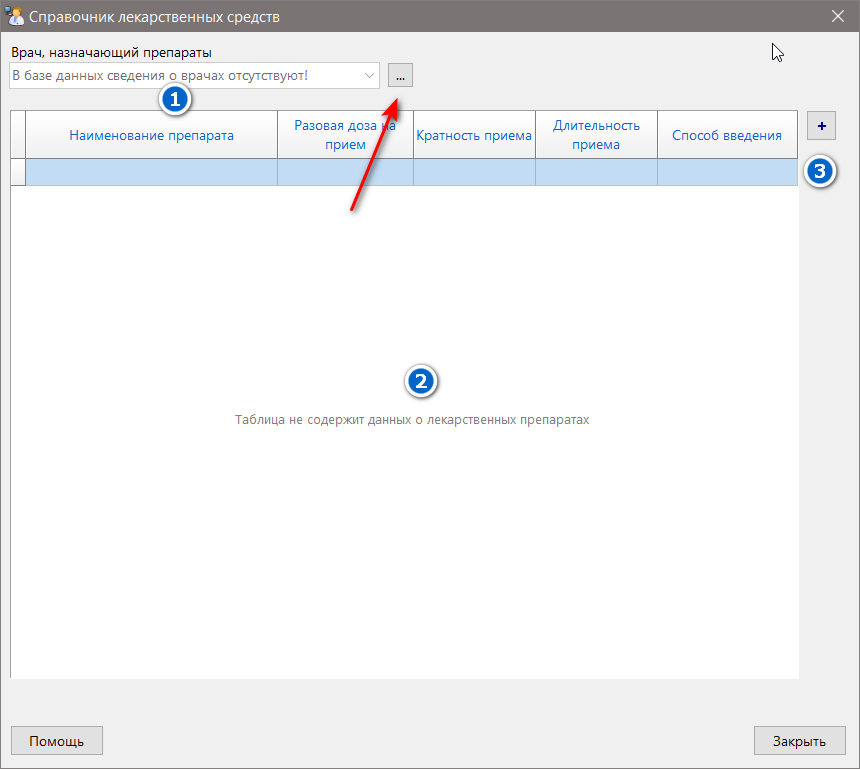 Справочник лекарственных средств
Врач, назначающий препараты
В базе данных сведения о врачах отсутствуют!
...
1
Наименование препарата
Разовая доза на
прием
Кратность приема
Длительность
приема
Способ введения
+
3
2
Таблица не содержит данных о лекарственных препаратах
Помощь
Закрыть